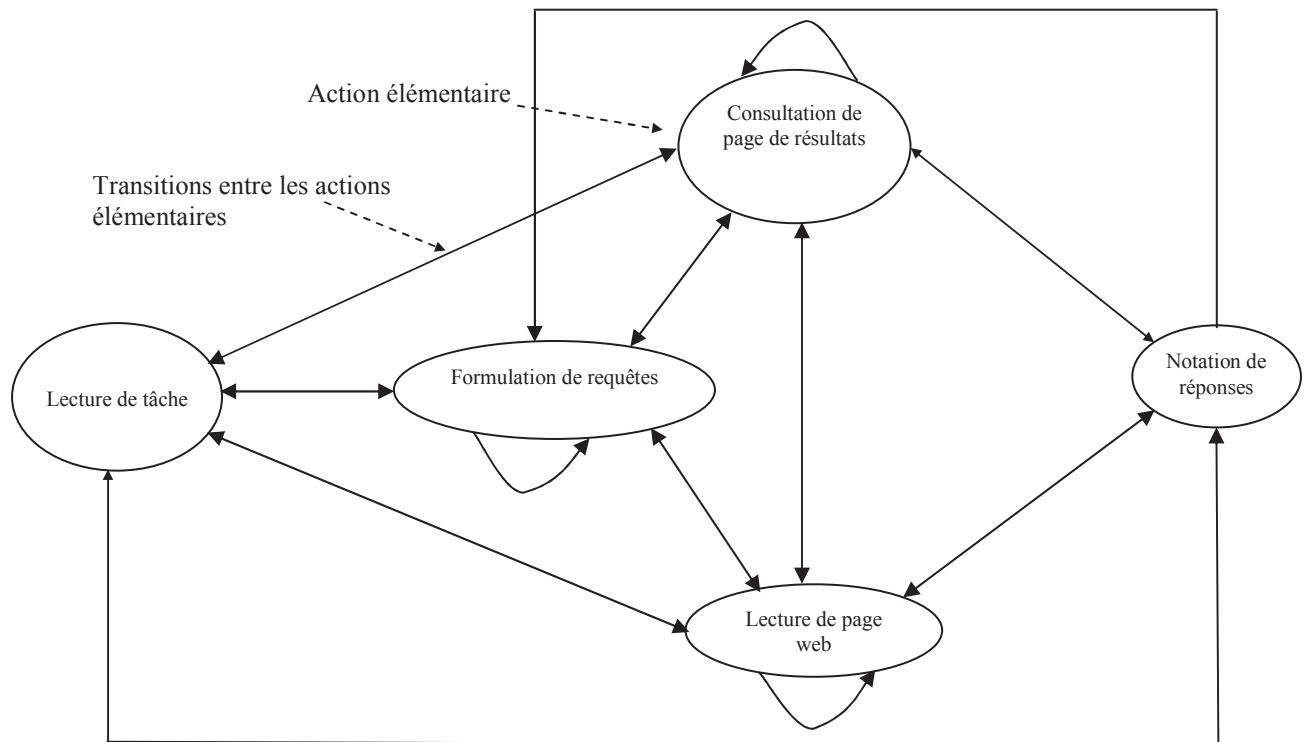 Action élémentaire
Consultation de
page de résultats
Transitions entre les actions
élémentaires
Lecture de tâche
Formulation de requêtes
Notation de
réponses
Lecture de page
web